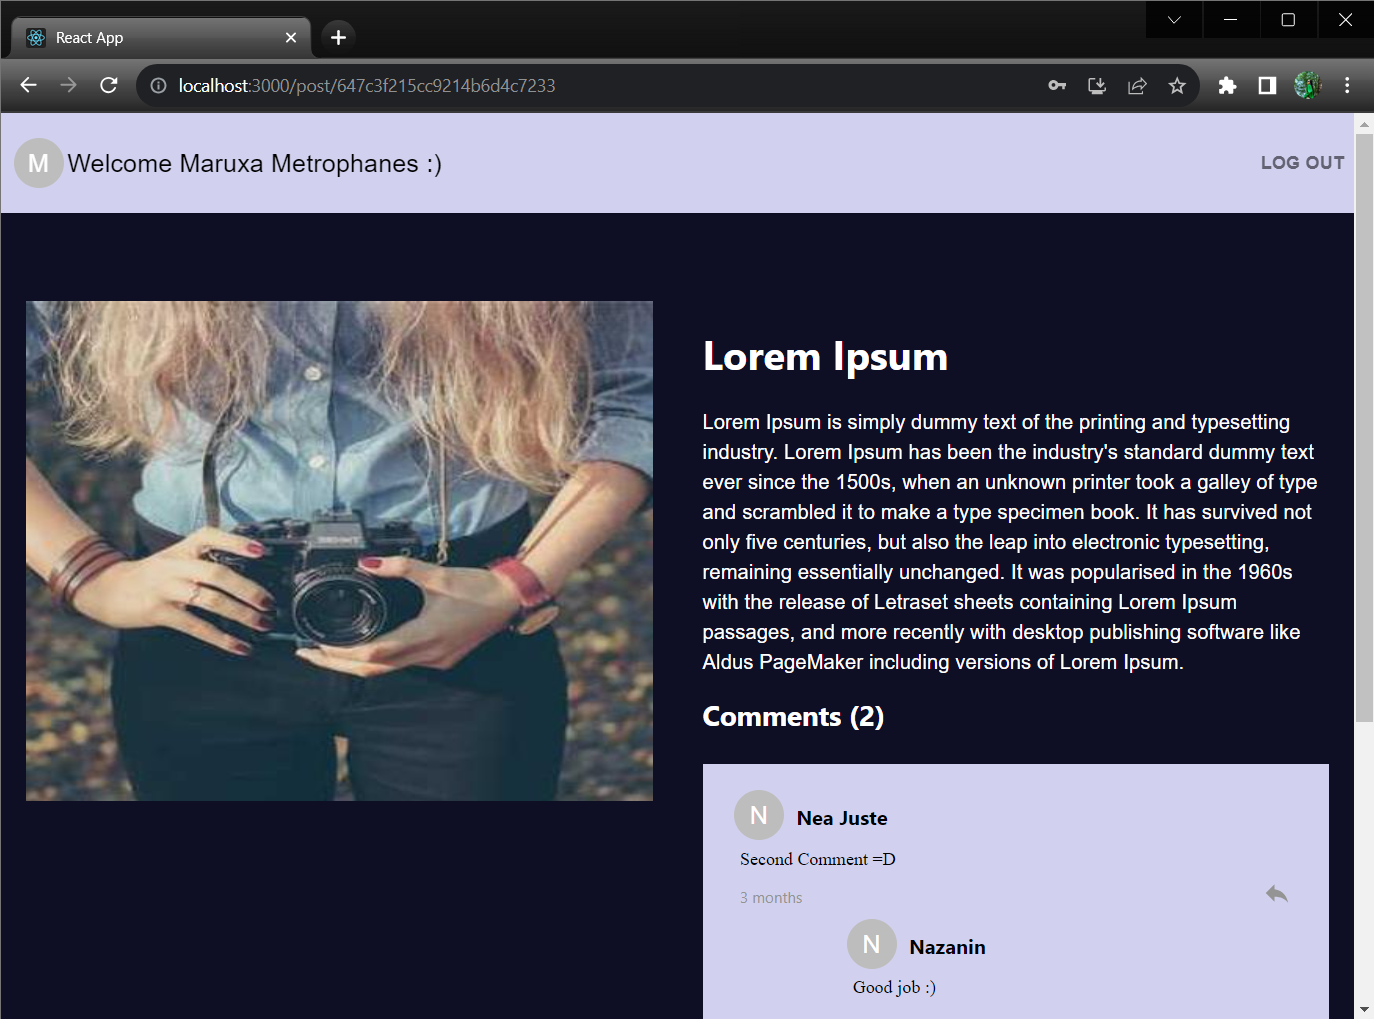 React App
localhost:3000/post/647c3f215cc9214b6d4c7233
M Welcome Maruxa Metrophanes :)
LOG OUT
Lorem Ipsum
Lorem Ipsum is simply dummy text of the printing and typesetting
industry. Lorem Ipsum has been the industry's standard dummy text
ever since the 1500s, when an unknown printer took a galley of type
and scrambled it to make a type specimen book. It has survived not
only five centuries, but also the leap into electronic typesetting,
remaining essentially unchanged. It was popularised in the 1960s
with the release of Letraset sheets containing Lorem Ipsum
passages, and more recently with desktop publishing software like
Aldus PageMaker including versions of Lorem Ipsum.
Comments (2)
N Nea Juste
Second Comment =D
3 months
N Nazanin
Good job :)